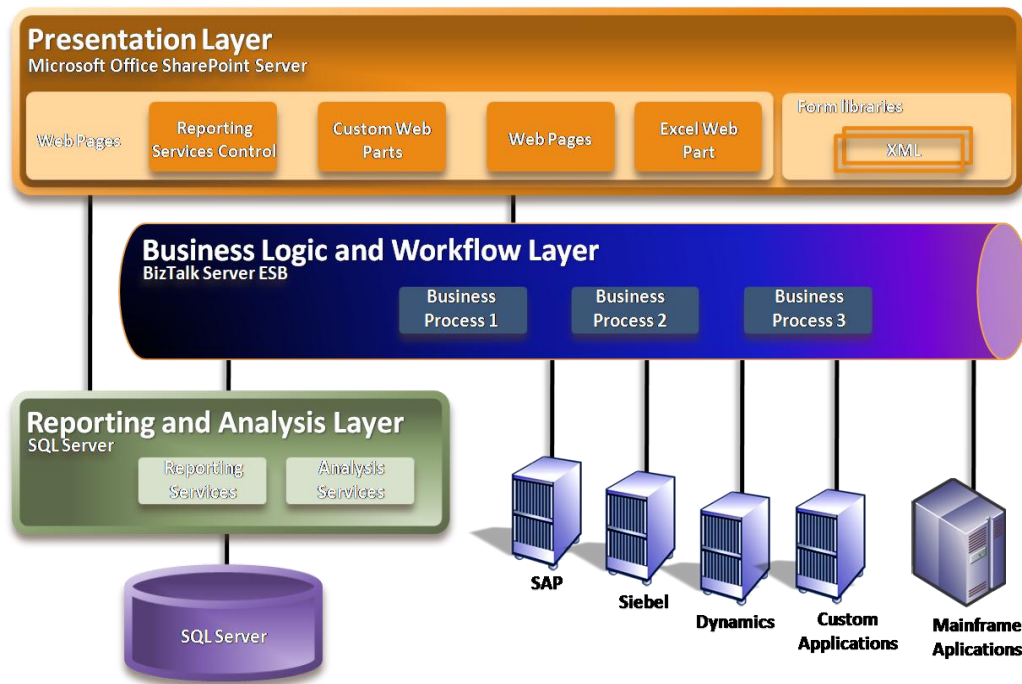 Presentation Layer
Microsoft Office SharePoint Server
Web Pages
Reporting
Services Control
Custom Web
Parts
Web Pages
Excel Web
Part
Form libraries
XML
Business Logic and Workflow Layer
BizTalk Server ESB
Business
Process 1
Business
Process 2
Business
Process 3
Reporting and Analysis Layer
SQL Server
Reporting
Services
Analysis
Services
SQL Server
SAP
Siebel
Dynamics
Custom
Applications
Mainframe
Aplications